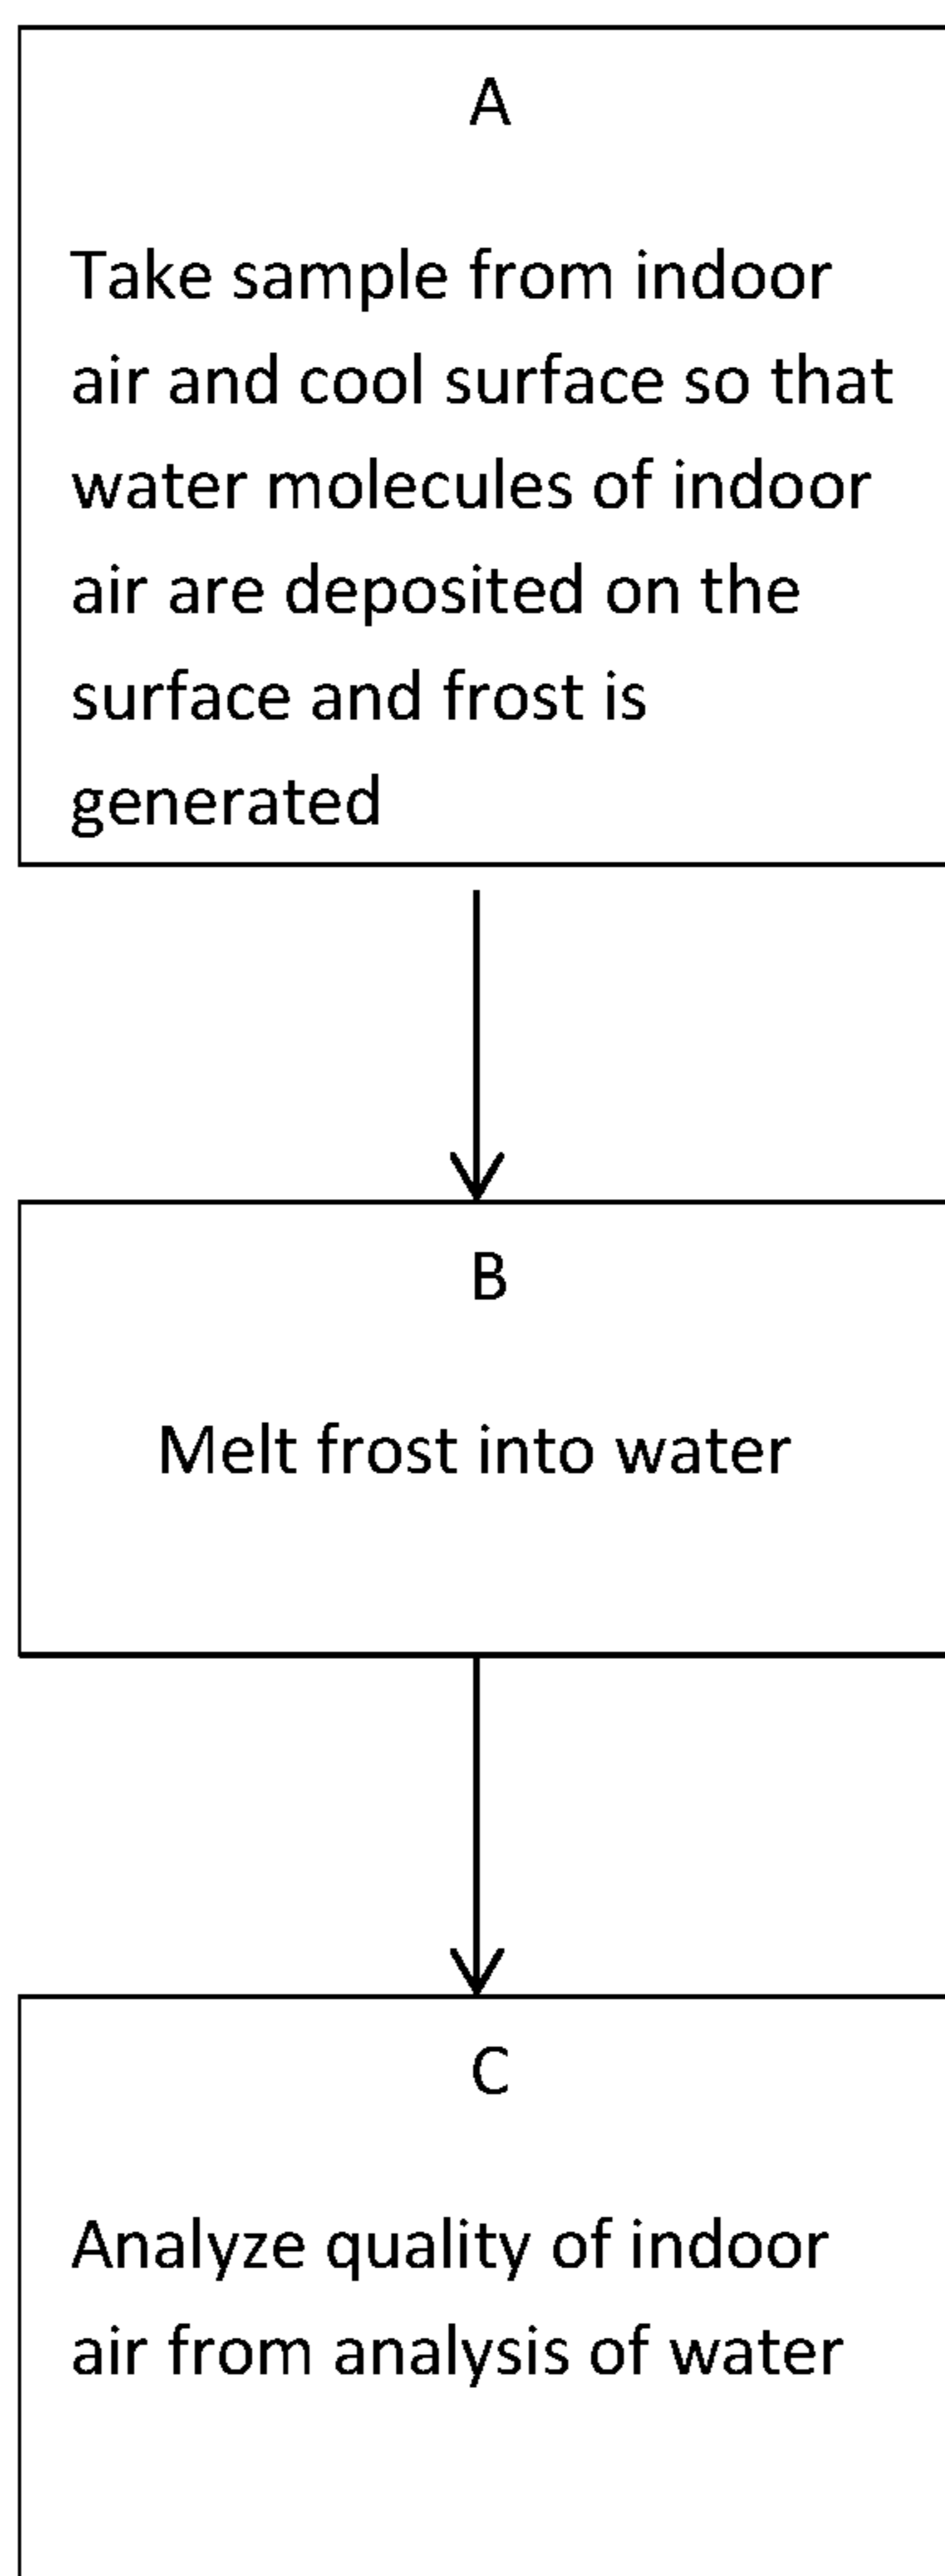 A
Take sample from indoor
air and cool surface so that
water molecules of indoor
air are deposited on the
surface and frost is
generated
B
Melt frost into water
C
Analyze quality of indoor
air from analysis of water